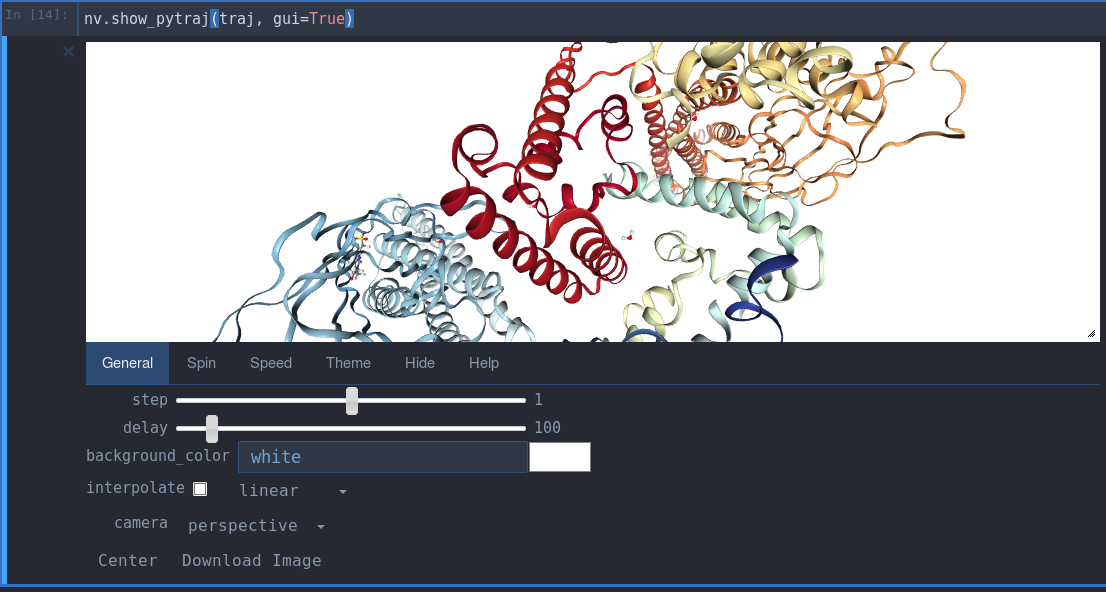 In [14]: nv.show_pytraj(traj, gui=True)
General Spin Speed Theme Hide Help
step 1
delay 100
background_color white
interpolate linear
camera perspective
Center Download Image